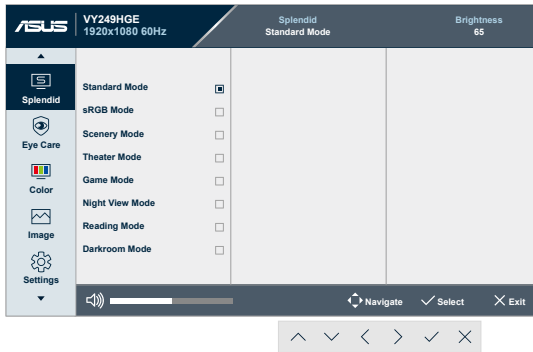 ASUS
VY249HGE
1920x1080 60Hz
Splendid
Standard Mode
Brightness
65
Splendid
Eye Care
Color
Image
Settings
Standard Mode
sRGB Mode
Scenery Mode
Theater Mode
Game Mode
Night View Mode
Reading Mode
Darkroom Mode
Navigate
Select
Exit